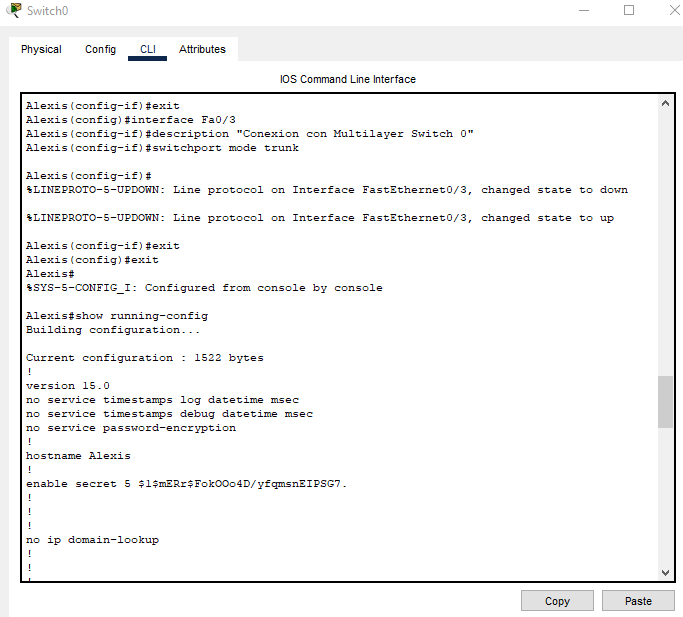 Switch0
Physical Config CLI Attributes
IOS Command Line Interface
Alexis(config-if)#exit
Alexis(config)#interface Fa0/3
Alexis(config-if)#description "Conexion con Multilayer Switch 0"
Alexis(config-if)#switchport mode trunk
Alexis(config-if)#
%LINEPROTO-5-UPDOWN: Line protocol on Interface FastEthernet0/3, changed state to down
%LINEPROTO-5-UPDOWN: Line protocol on Interface FastEthernet0/3, changed state to up
Alexis(config-if)#exit
Alexis(config)#exit
Alexis#
%SYS-5-CONFIG_I: Configured from console by console
Alexis#show running-config
Building configuration...
Current configuration : 1522 bytes
!
version 15.0
no service timestamps log datetime msec
no service timestamps debug datetime msec
no service password-encryption
!
hostname Alexis
!
enable secret 5 $1$mERr$FokOOo4D/yfqmsnEIPSG7.
!
!
!
no ip domain-lookup
!
!
!
Copy Paste